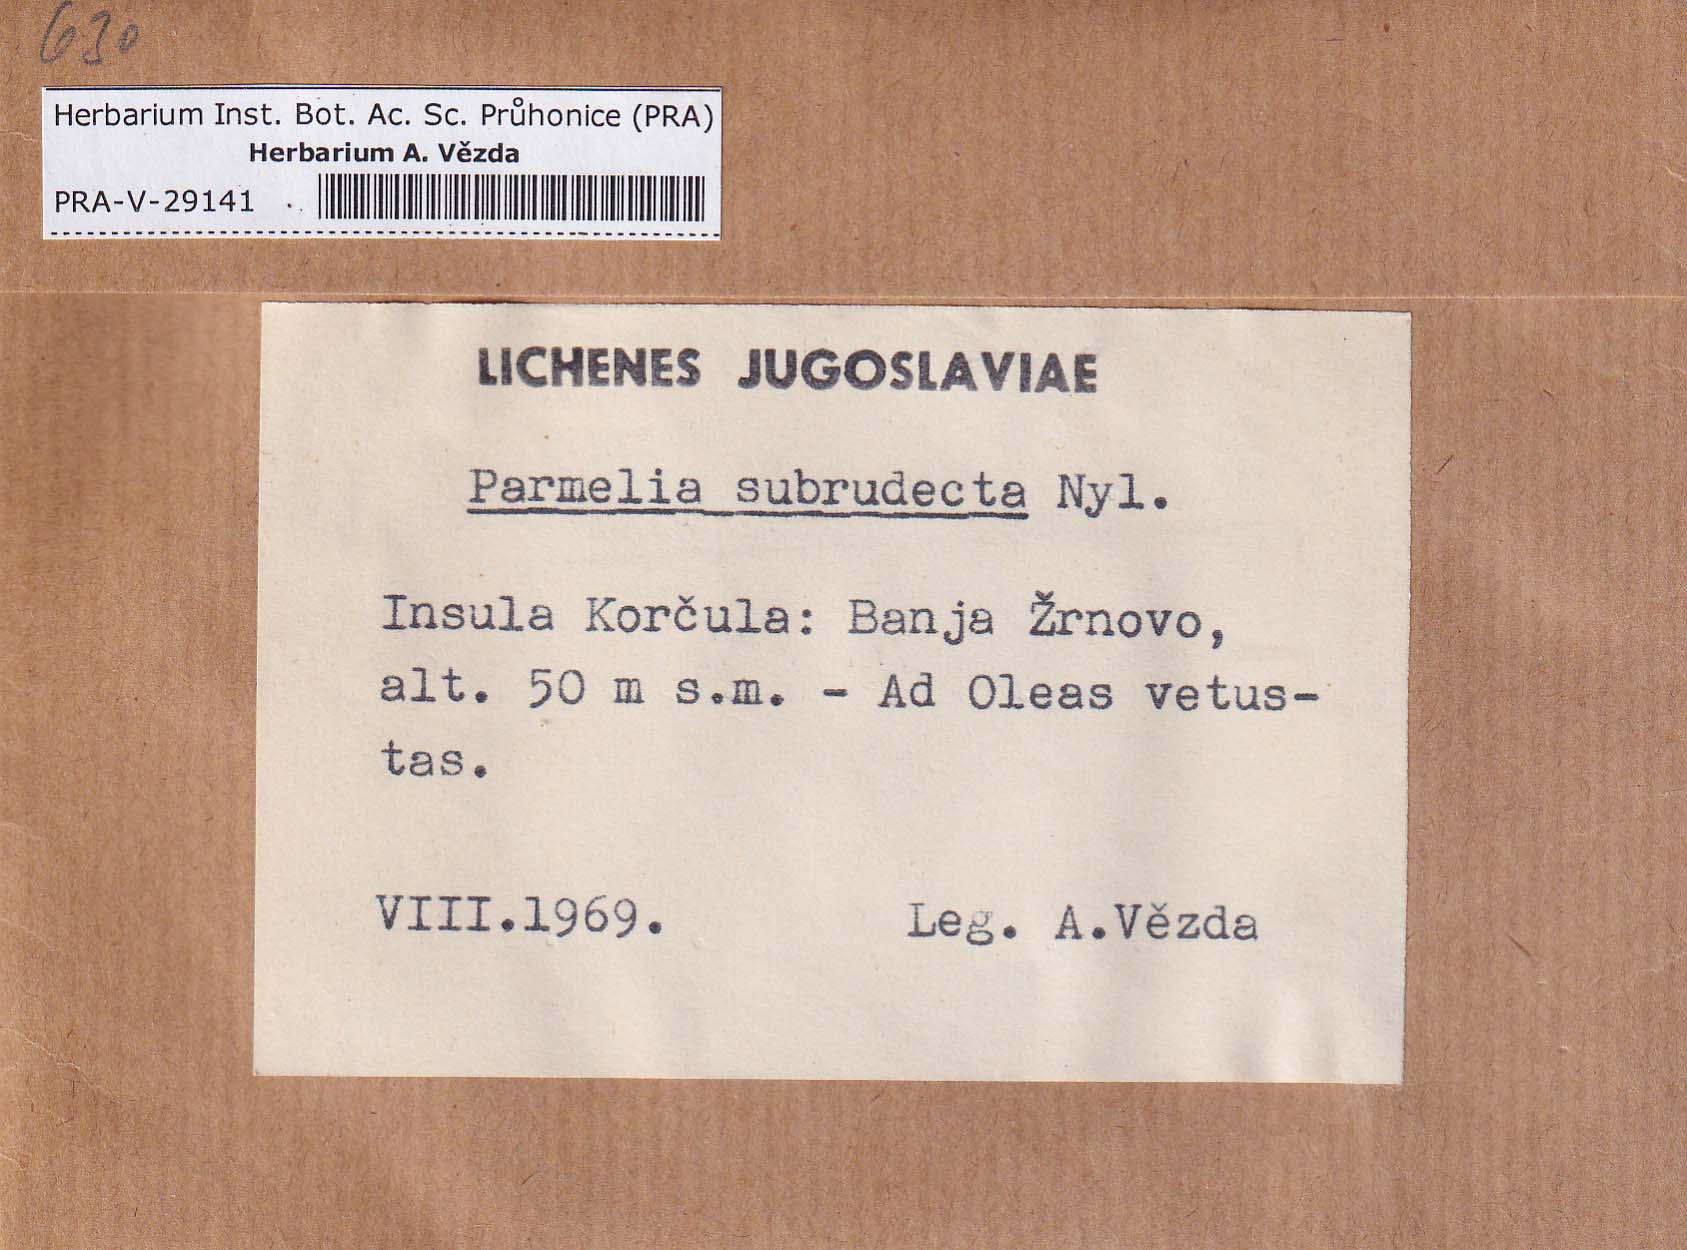 630
Herbarium Inst. Bot. Ac. Sc. Průhonice (PRA)
Herbarium A. Vězda
PRA-V-29141
LICHENES JUGOSLAVIAE
Parmelia subrudecta Nyl.
Insula Korčula: Banja Žrnovo,
alt. 50 m s.m. - Ad Oleas vetus-
tas.
VIII.1969. Leg. A.Vězda